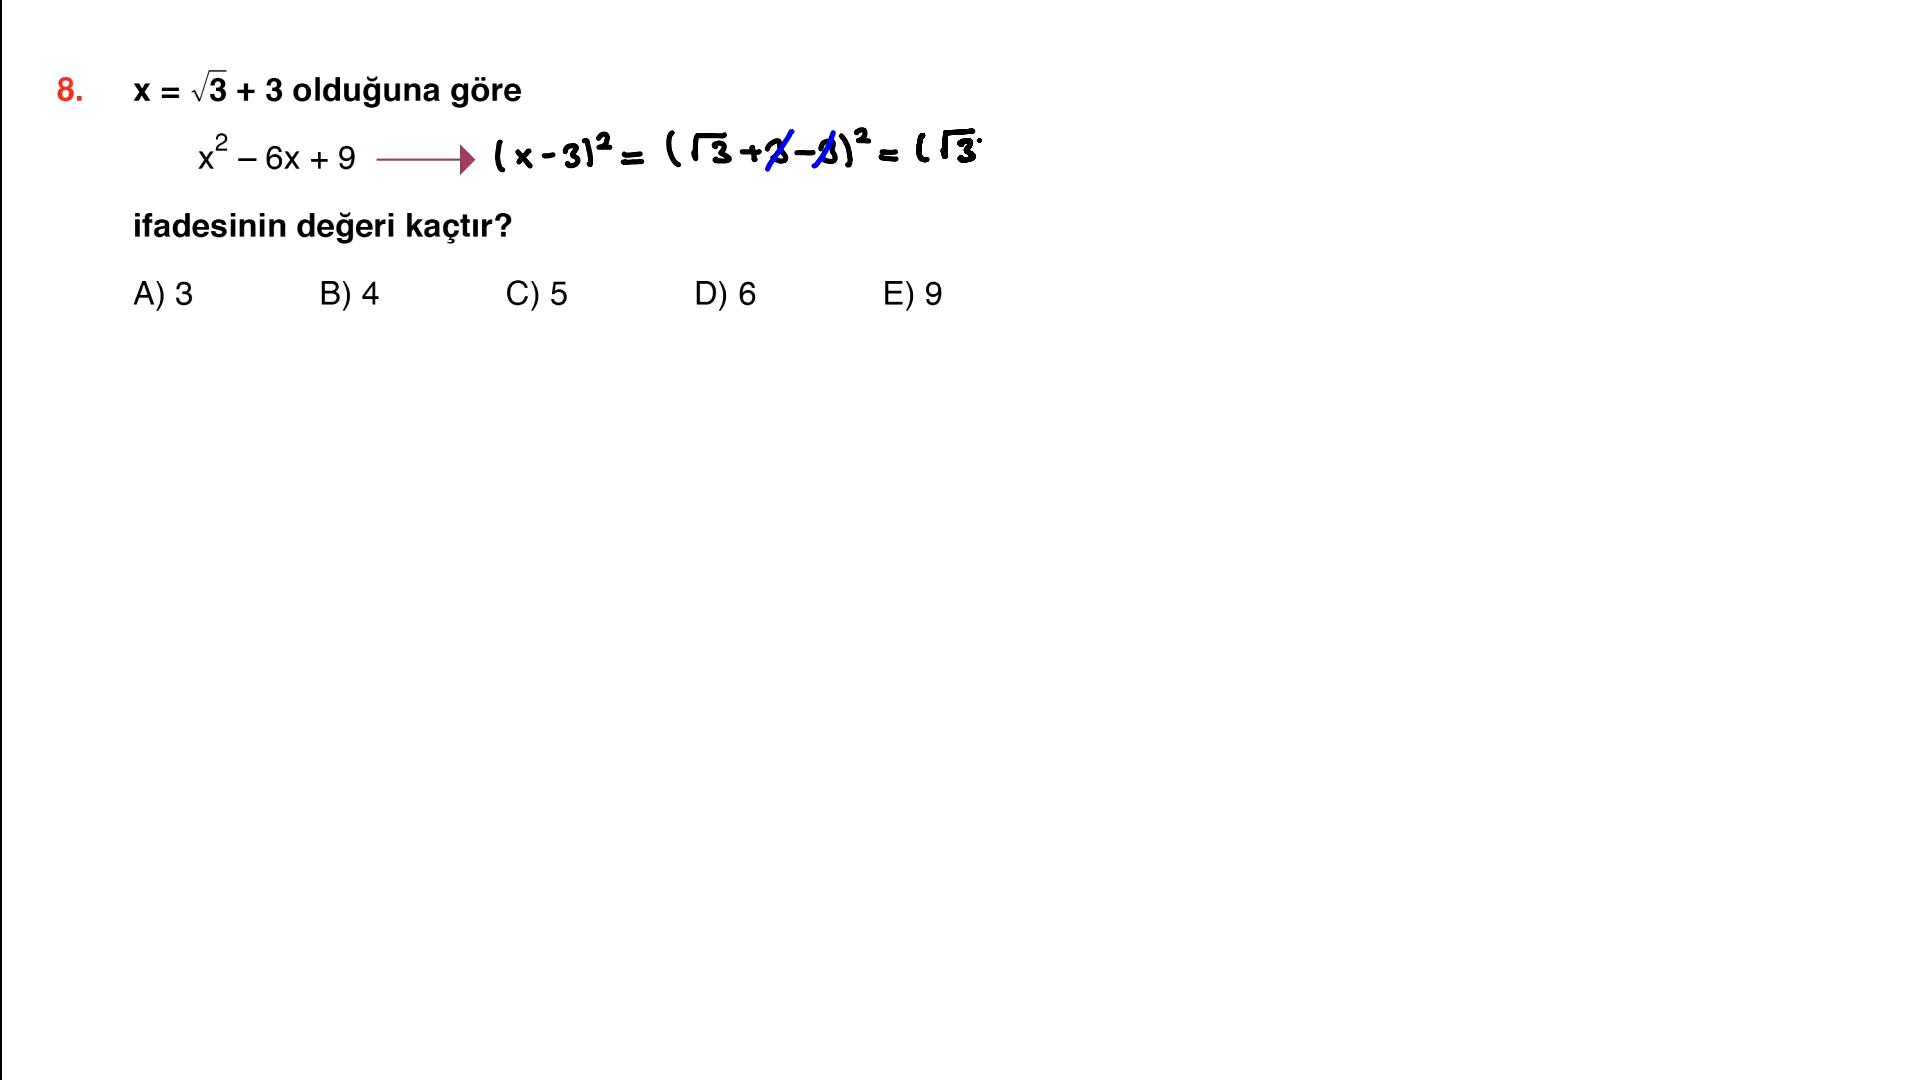 8. x = √3 + 3 olduğuna göre
x² – 6x + 9 → (x-3)² = (√3+3-3)² = (√3
ifadesinin değeri kaçtır?
A) 3 B) 4 C) 5 D) 6 E) 9